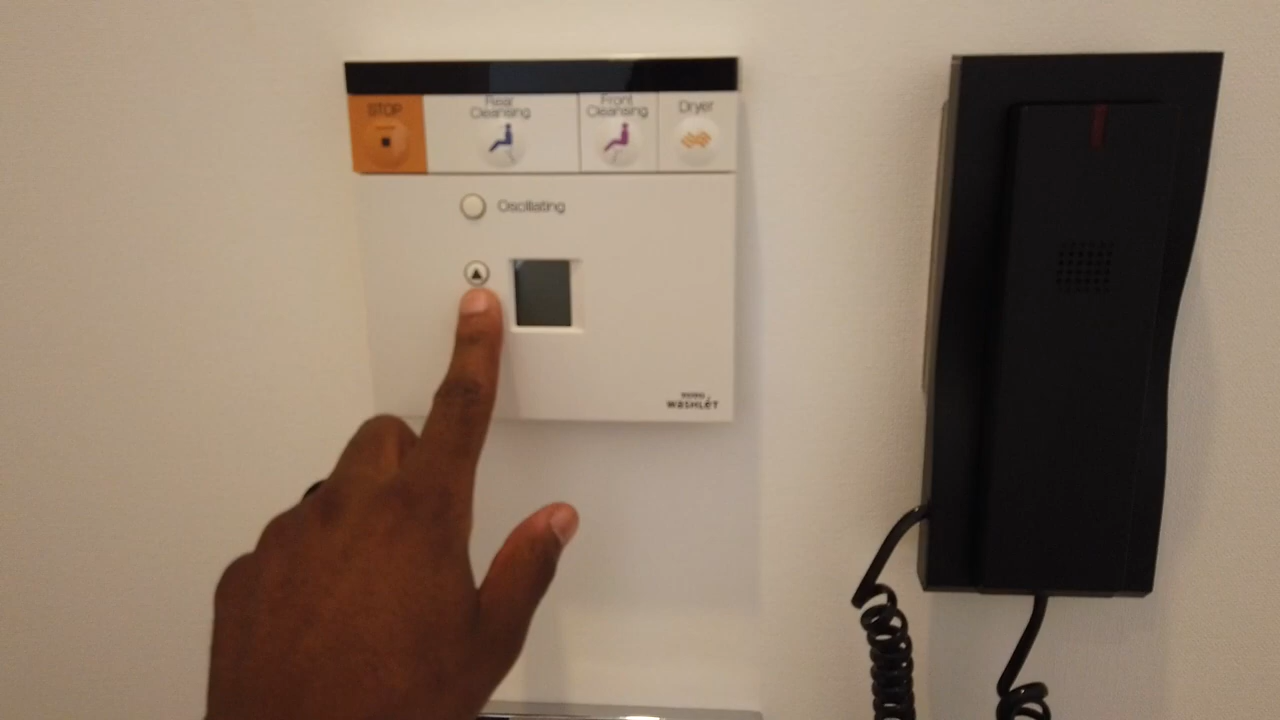 STOP
Rear
Cleansing
Front
Cleansing
Dryer
Oscillating
WASHLET